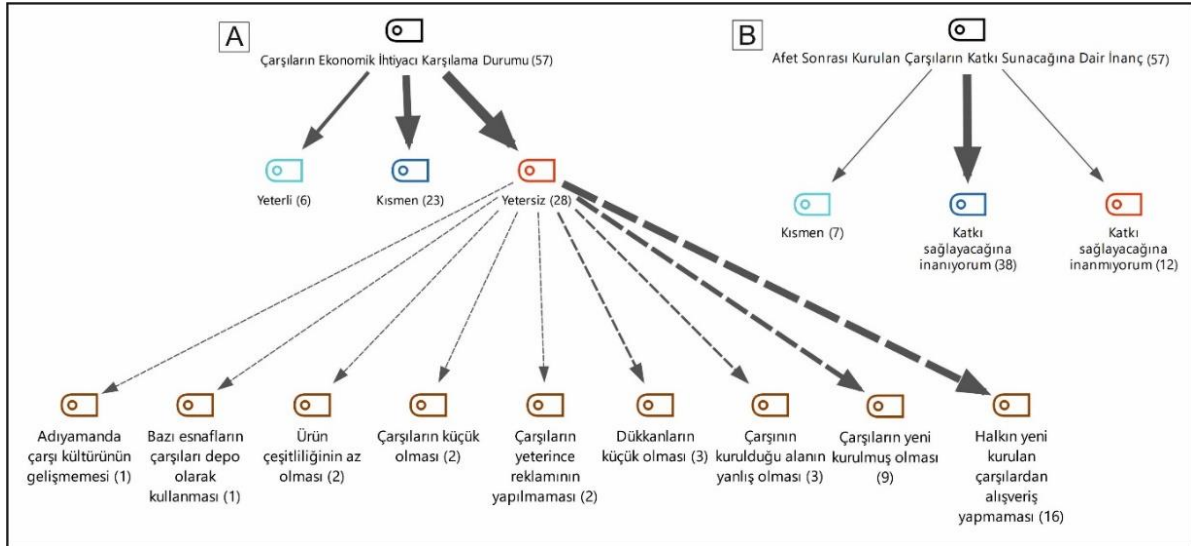 A
Çarşıların Ekonomik İhtiyacı Karşılama Durumu (57)
Yeterli (6)
Kısmen (23)
Yetersiz (28)
Adıyamanda
çarşı kültürünün
gelişmemesi (1)
Bazı esnafların
çarşıları depo
olarak
kullanması (1)
Ürün
çeşitliliğinin az
olması (2)
Çarşıların küçük
olması (2)
Çarşıların
yeterince
reklamının
yapılmaması (2)
Dükkanların
küçük olması (3)
Çarşının
kurulduğu alanın
yanlış olması (3)
Çarşıların yeni
kurulmuş olması
(9)
Halkın yeni
kurulan
çarşılardan
alışveriş
yapmaması (16)
B
Afet Sonrası Kurulan Çarşıların Katkı Sunacağına Dair İnanç (57)
Kısmen (7)
Katkı
sağlayacağına
inanıyorum (38)
Katkı
sağlayacağına
inanmıyorum (12)